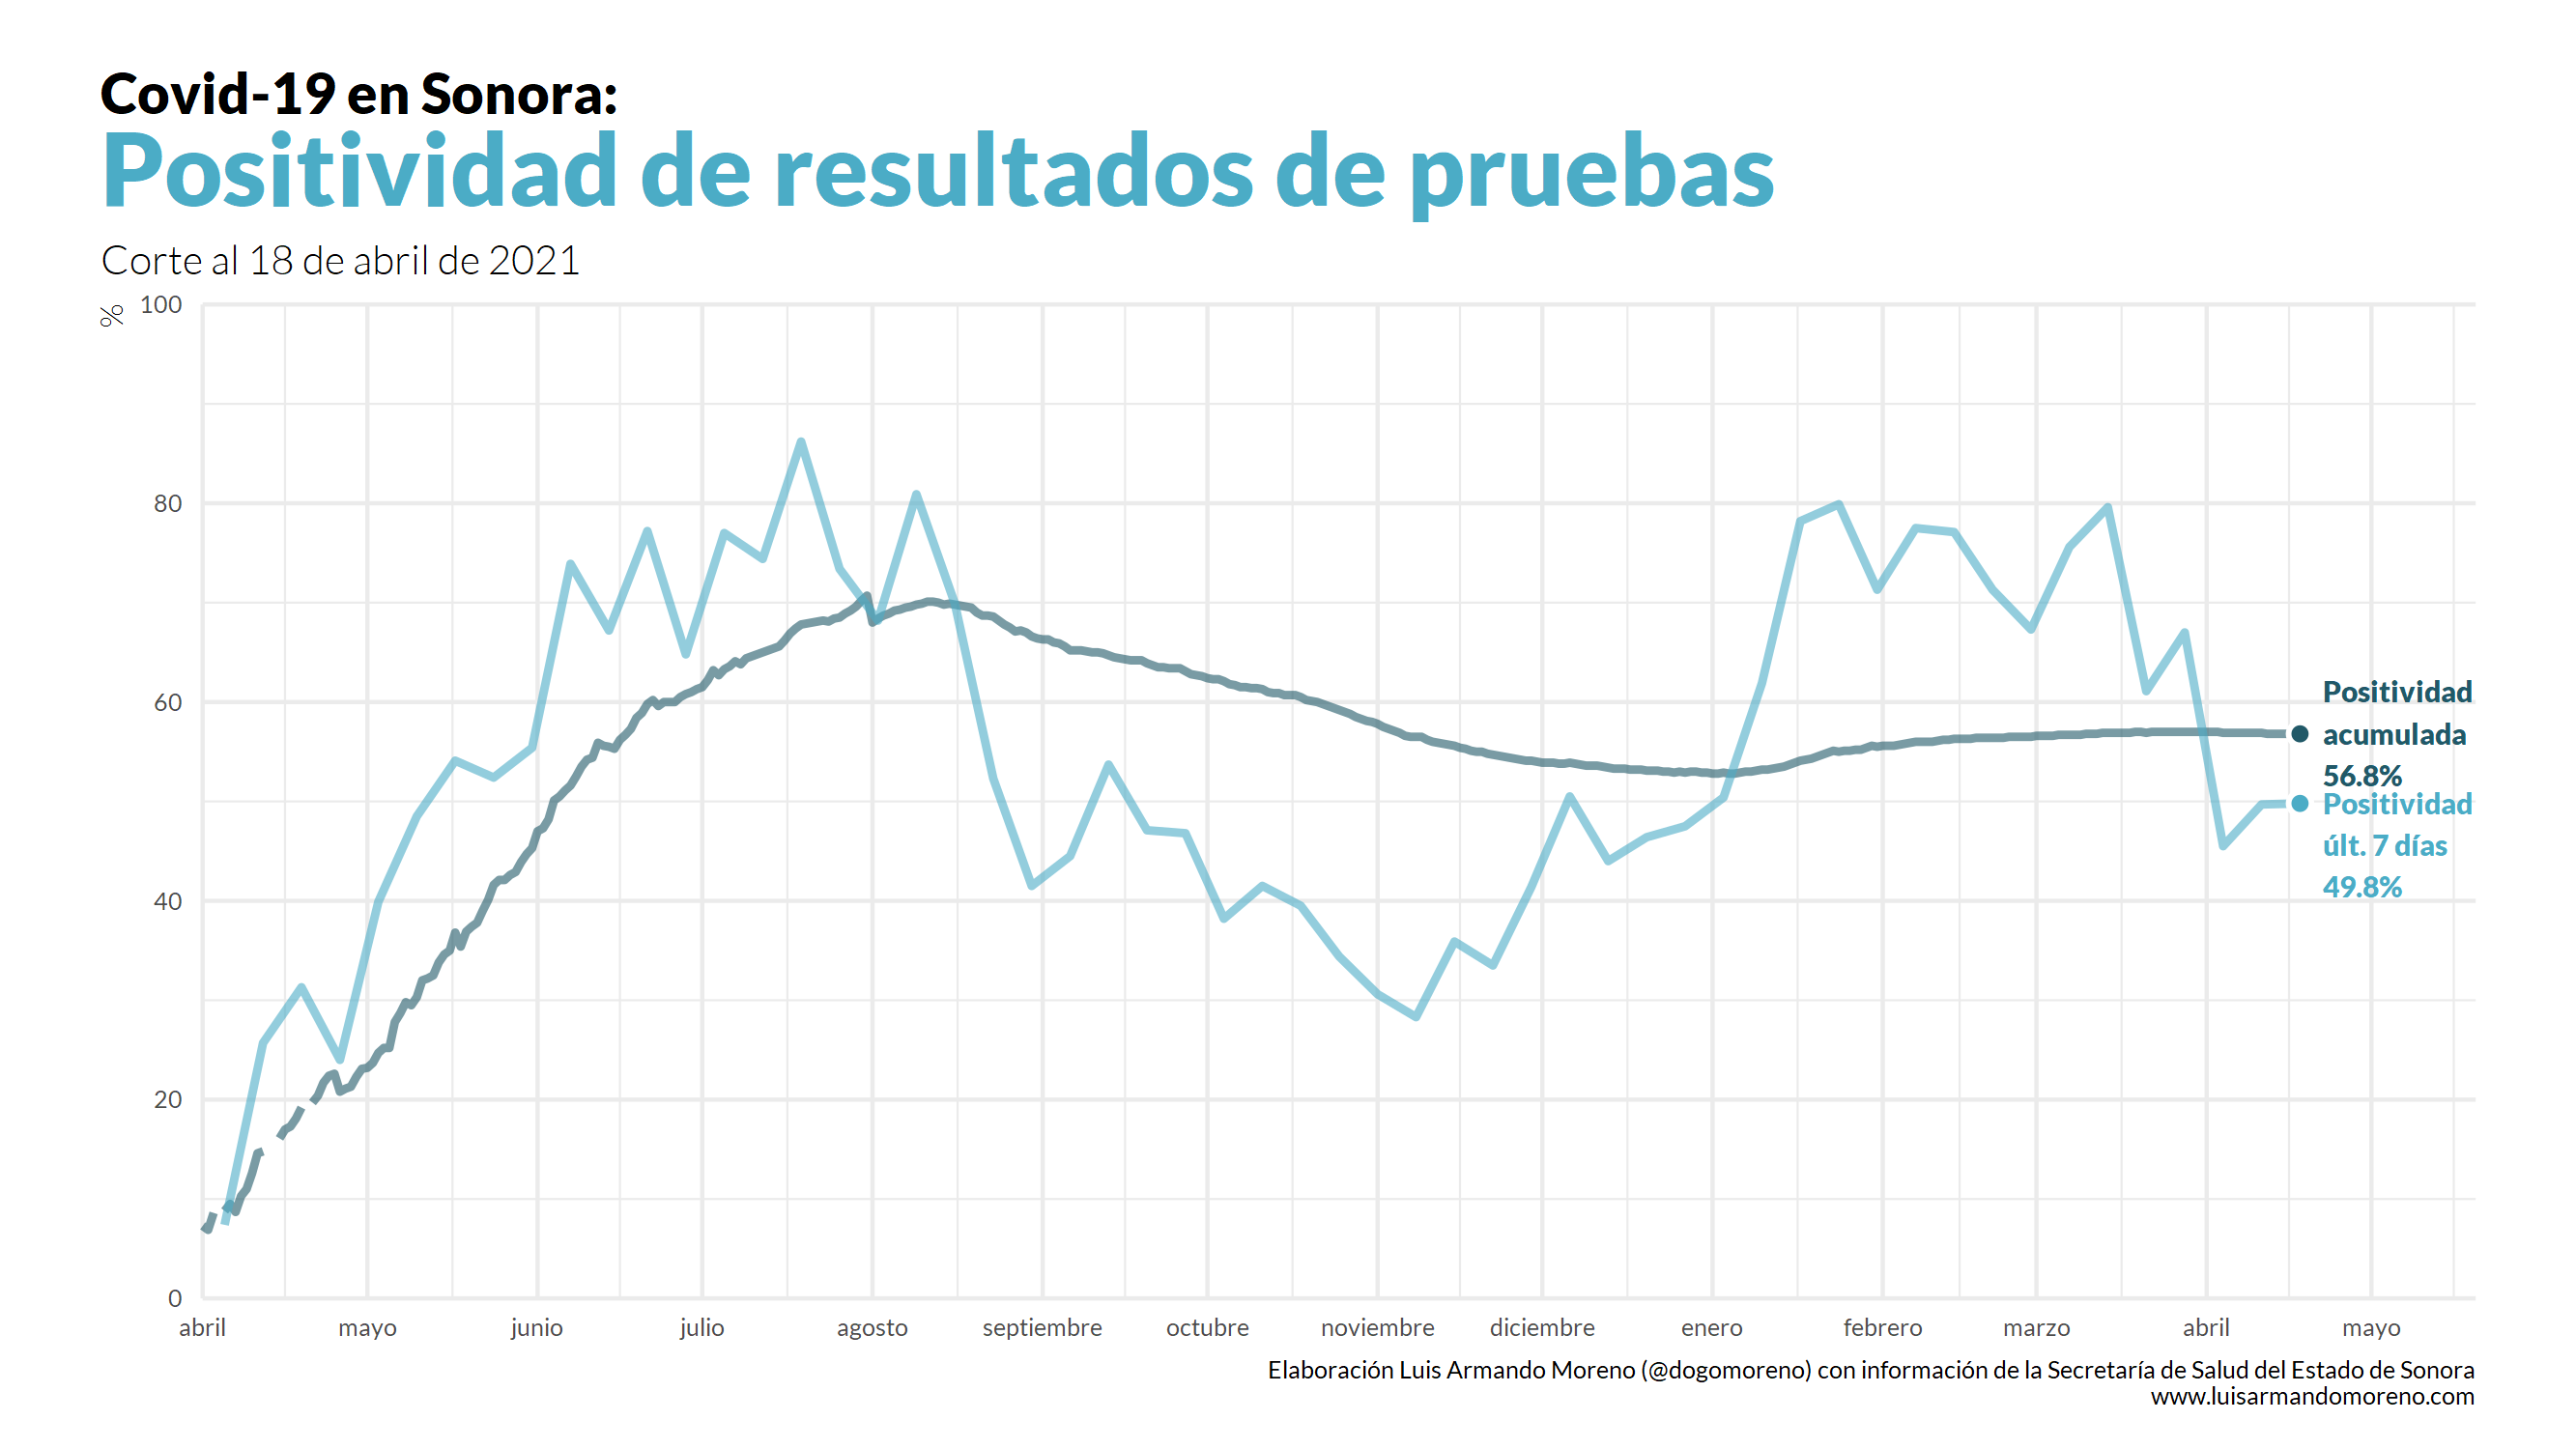 Covid-19 en Sonora:
Positividad de resultados de pruebas
Corte al 18 de abril de 2021
%
100
80
60
40
20
0
Positividad
acumulada
56.8%
Positividad
últ. 7 días
49.8%
abril mayo junio julio agosto septiembre octubre noviembre diciembre enero febrero marzo abril mayo
Elaboración Luis Armando Moreno (@dogomoreno) con información de la Secretaría de Salud del Estado de Sonora
www.luisarmandomoreno.com